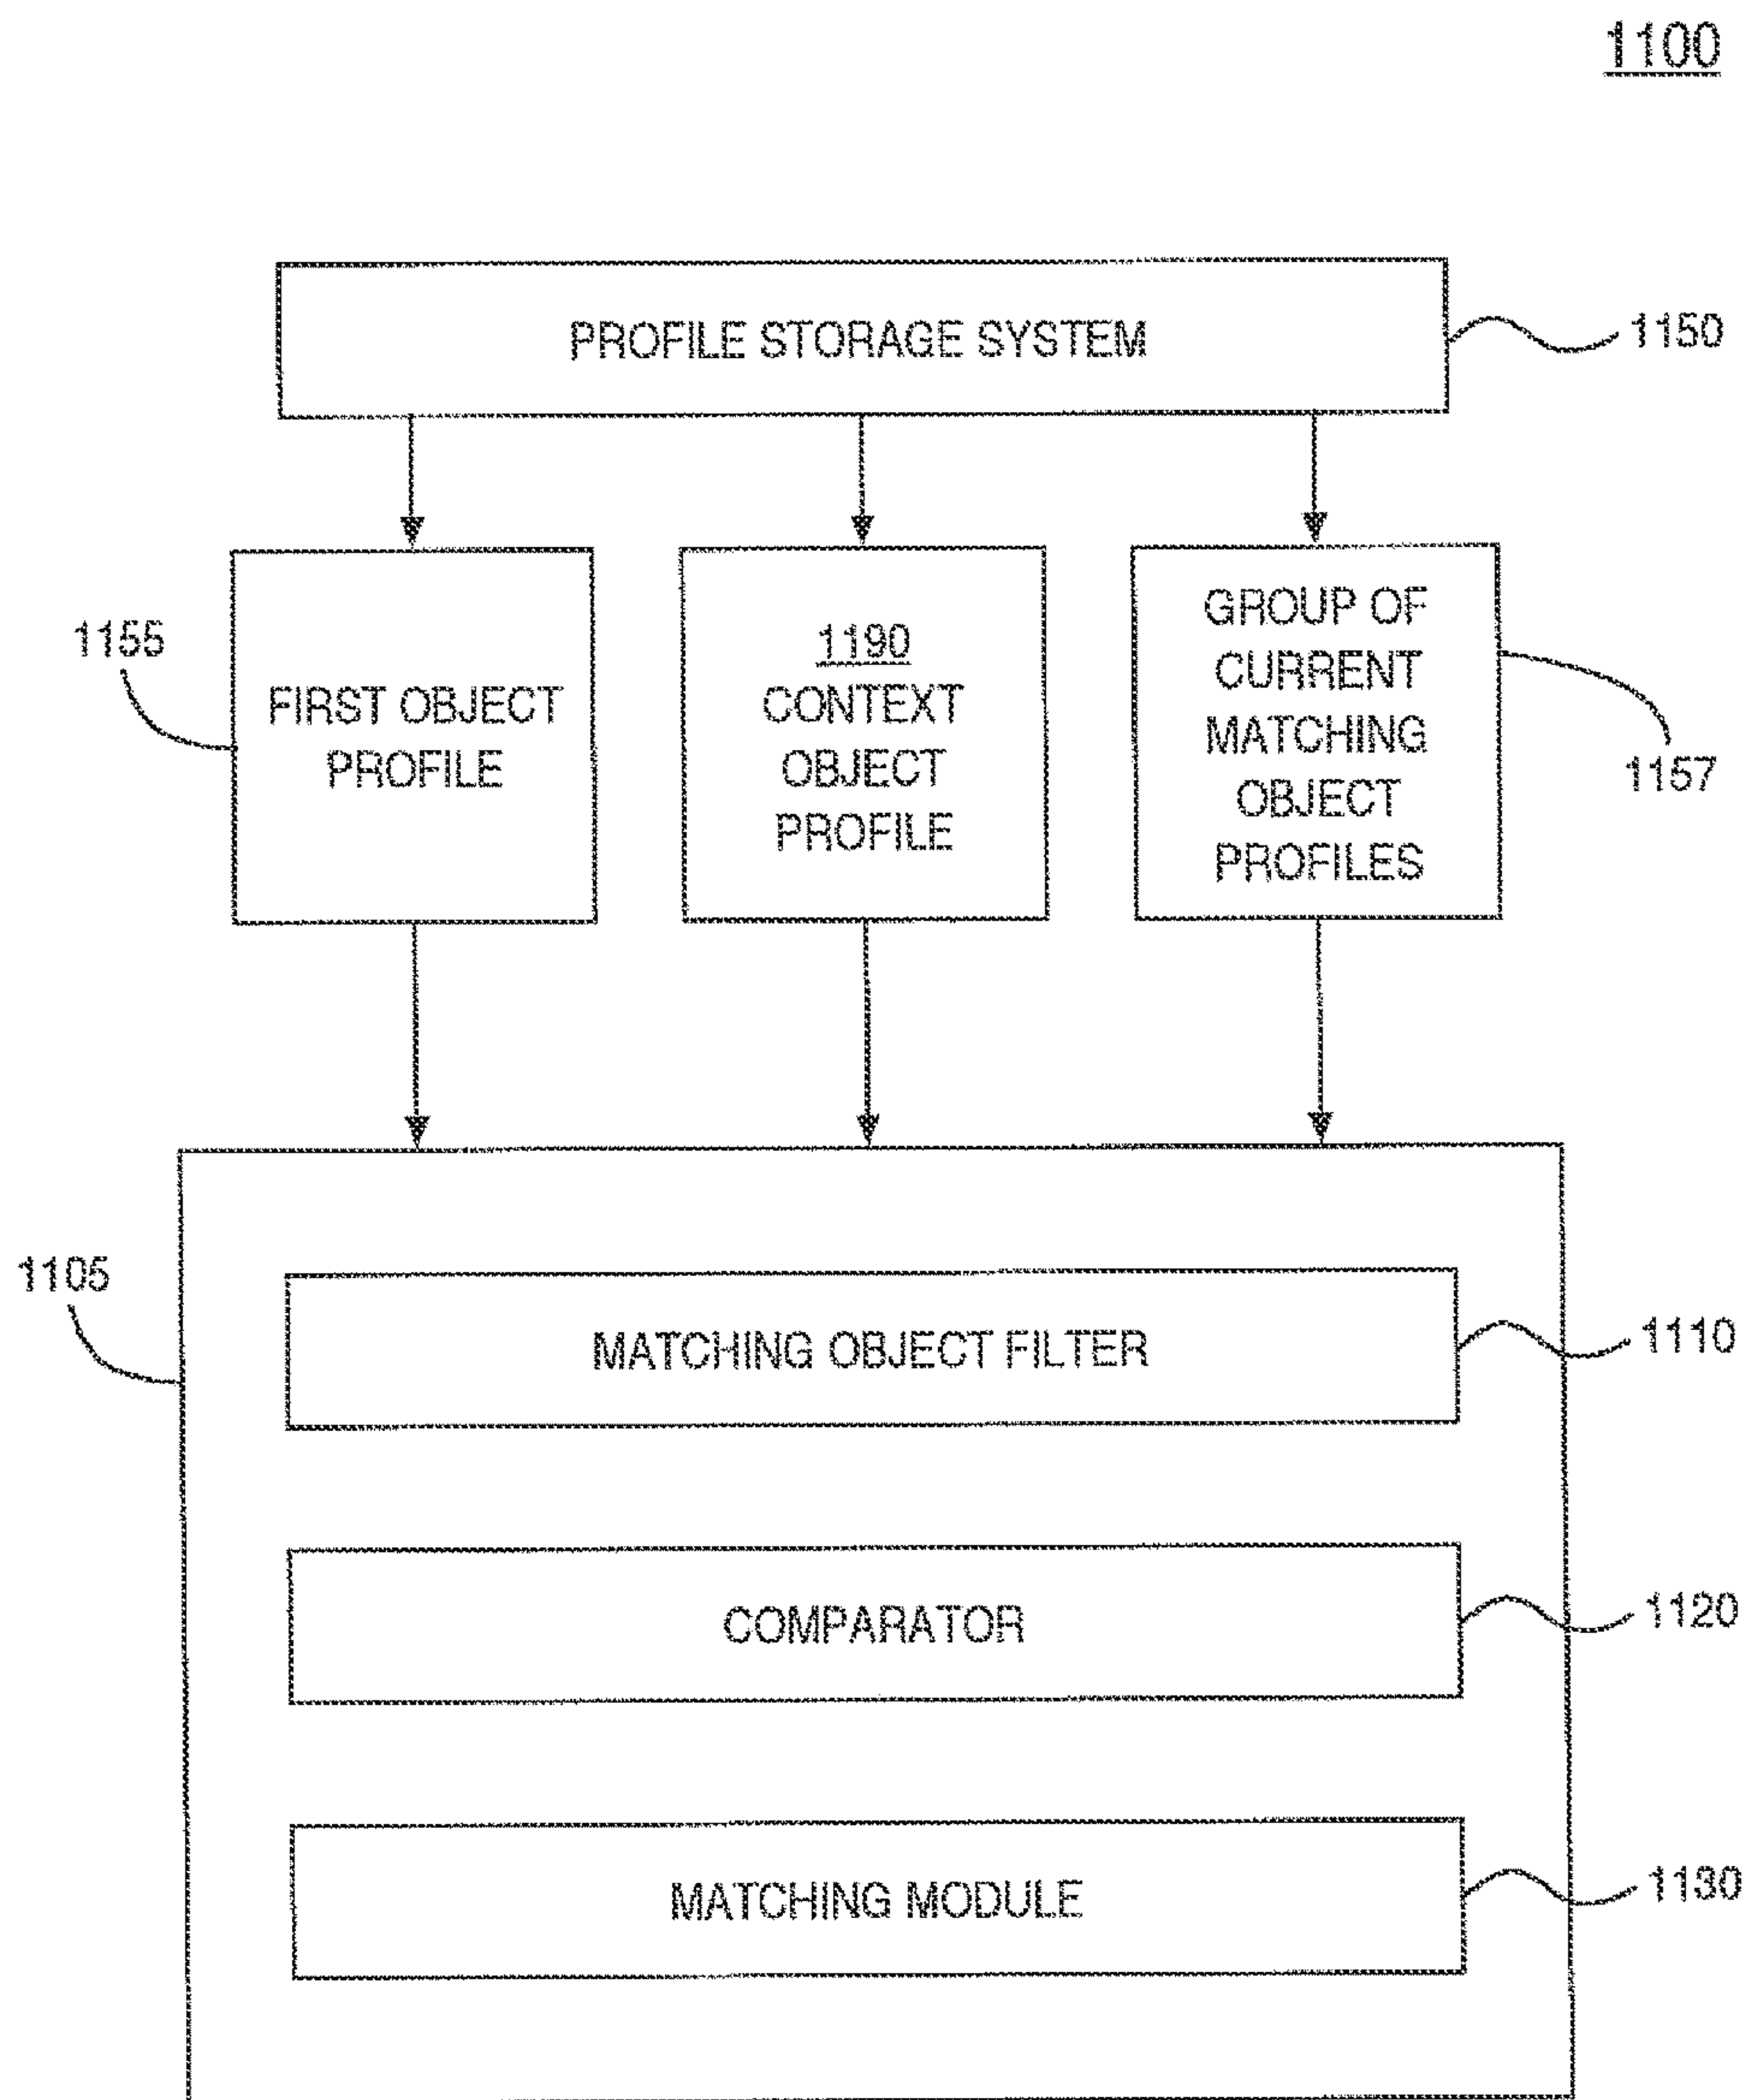 1100
PROFILE STORAGE SYSTEM
1150
1155
FIRST OBJECT
PROFILE
1190
CONTEXT
OBJECT
PROFILE
GROUP OF
CURRENT
MATCHING
OBJECT
PROFILES
1157
1105
MATCHING OBJECT FILTER
1110
COMPARATOR
1120
MATCHING MODULE
1130